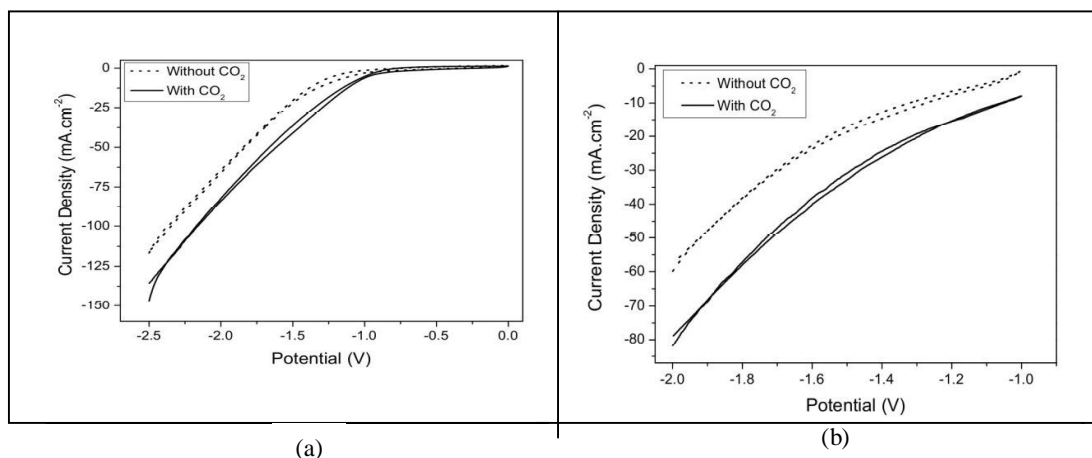 0
-25
-50
-75
-100
-125
-150
Current Density (mA.cm⁻²)
Without CO₂
With CO₂
-2.5 -2.0 -1.5 -1.0 -0.5 0.0
Potential (V)
(a)
0
-10
-20
-30
-40
-50
-60
-70
-80
Current Density (mA.cm⁻²)
Without CO₂
With CO₂
-2.0 -1.8 -1.6 -1.4 -1.2 -1.0
Potential (V)
(b)